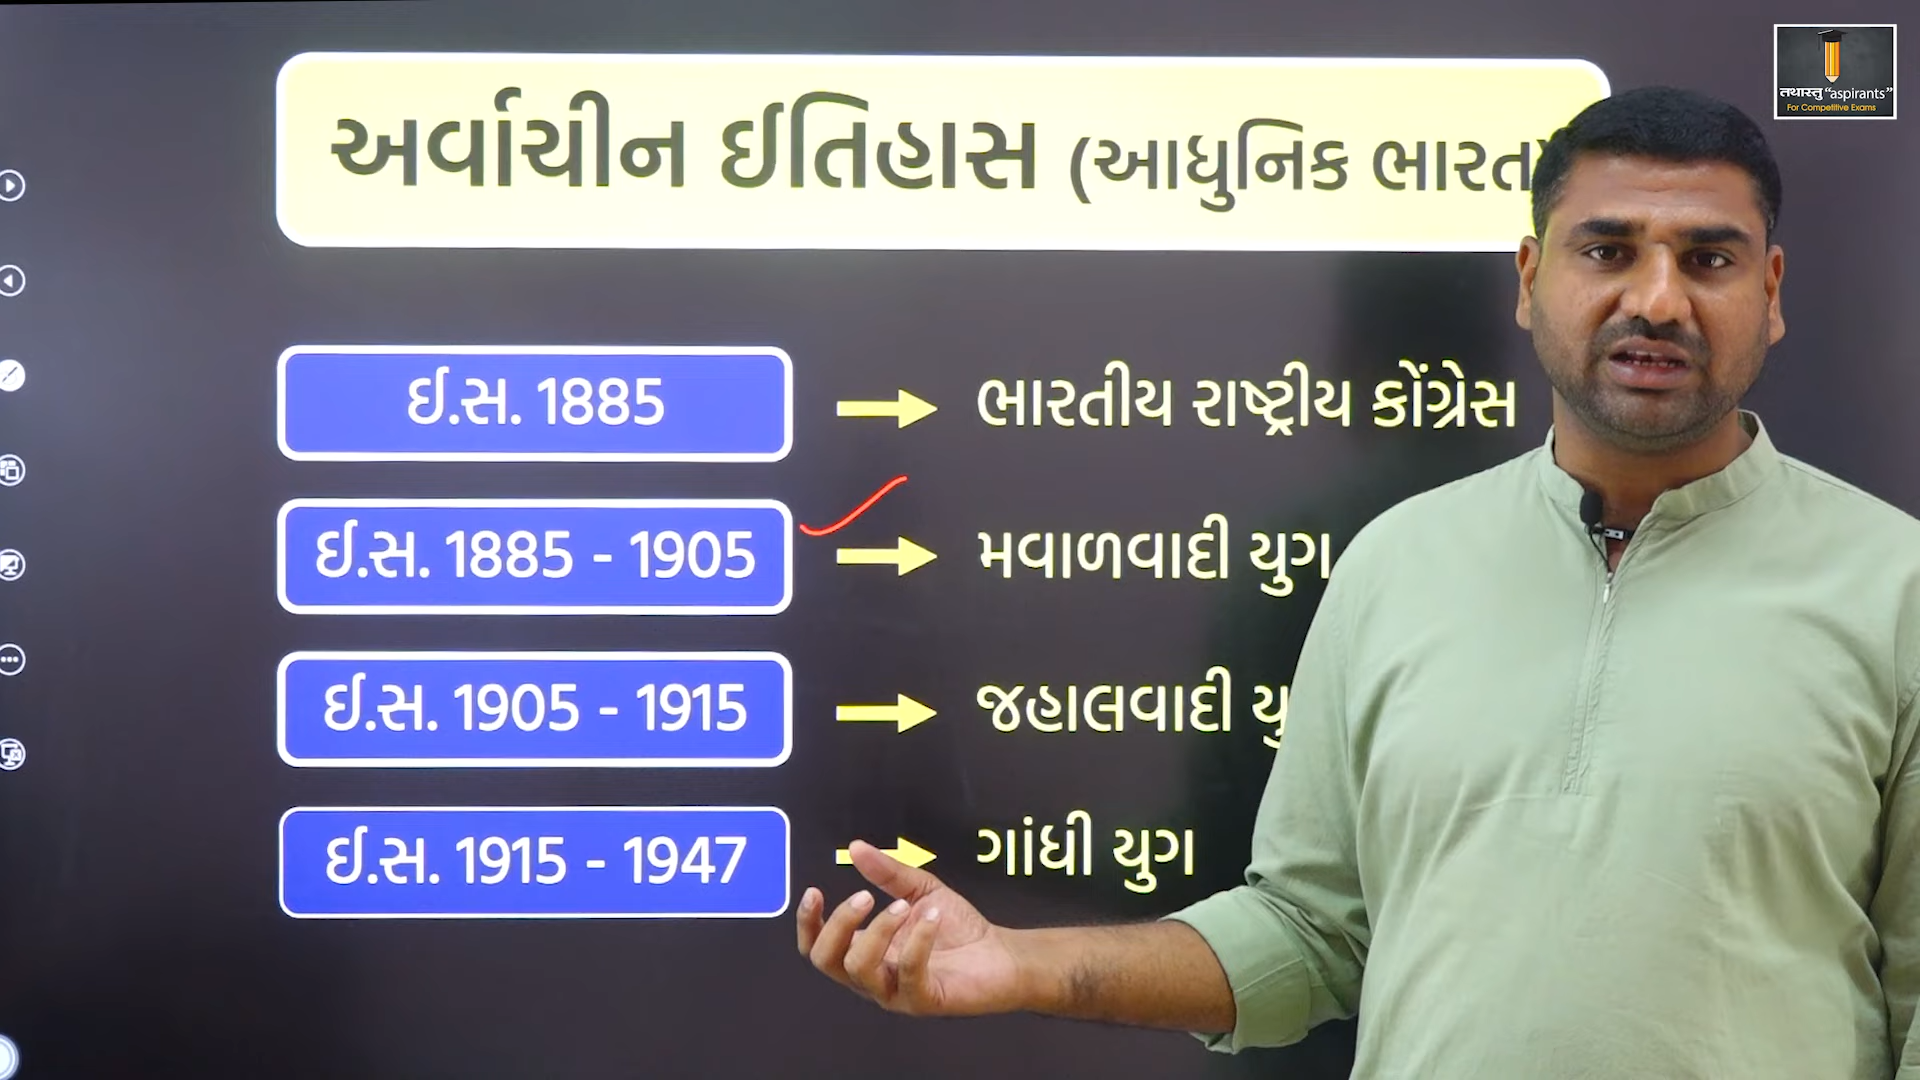 અર્વાચીન ઈતિહાસ (આધુનિક ભારત)
ઈ.સ. 1885
ભારતીય રાષ્ટ્રીય કોંગ્રેસ
ઈ.સ. 1885 - 1905
મવાળવાદી યુગ
ઈ.સ. 1905 - 1915
જહાલવાદી
ઈ.સ. 1915 - 1947
ગાંધી યુગ
તથાસ્તુ "aspirants"
For Competitive Exams